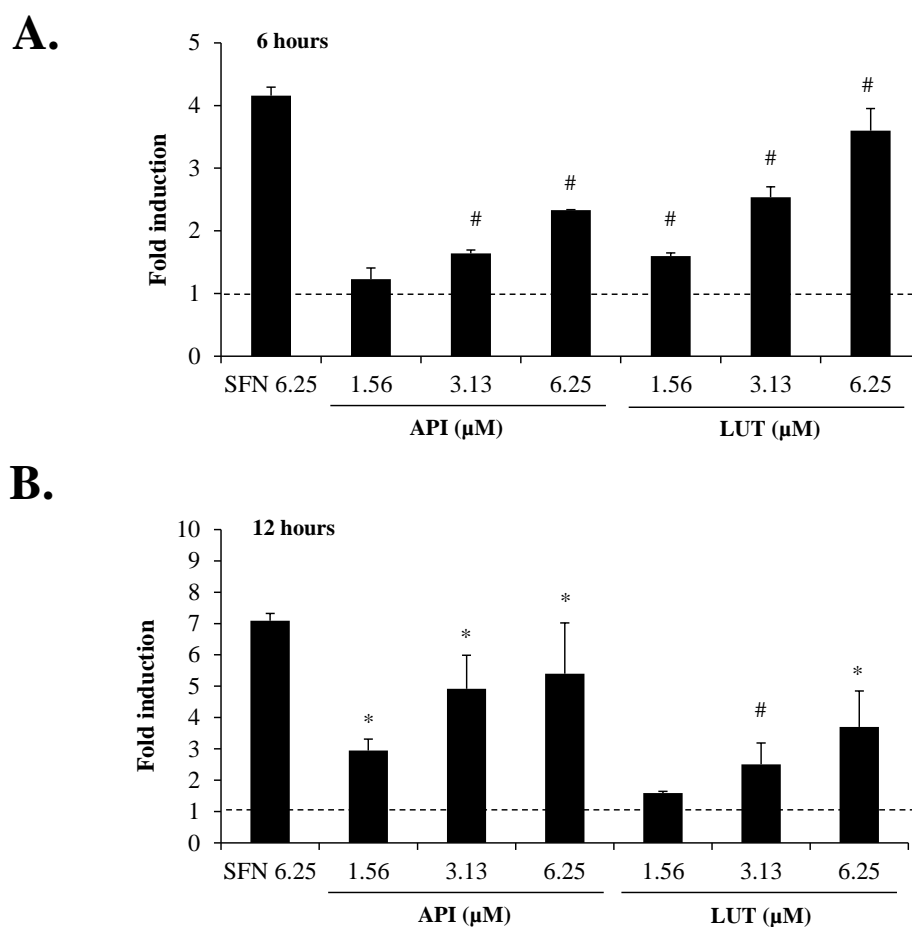 A.
6 hours
5
4
3
2
1
0
Fold induction
#
#
#
#
#
SFN 6.25 1.56 3.13 6.25 1.56 3.13 6.25
API (µM) LUT (µM)
B.
12 hours
10
9
8
7
6
5
4
3
2
1
0
Fold induction
*
*
*
#
*
SFN 6.25 1.56 3.13 6.25 1.56 3.13 6.25
API (µM) LUT (µM)